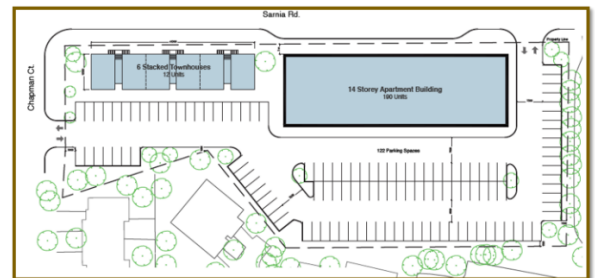 Sarnia Rd.
Property Line
6 Stacked Townhouses
12 Units
Chapman Ct.
14 Storey Apartment Building
190 Units
122 Parking Spaces